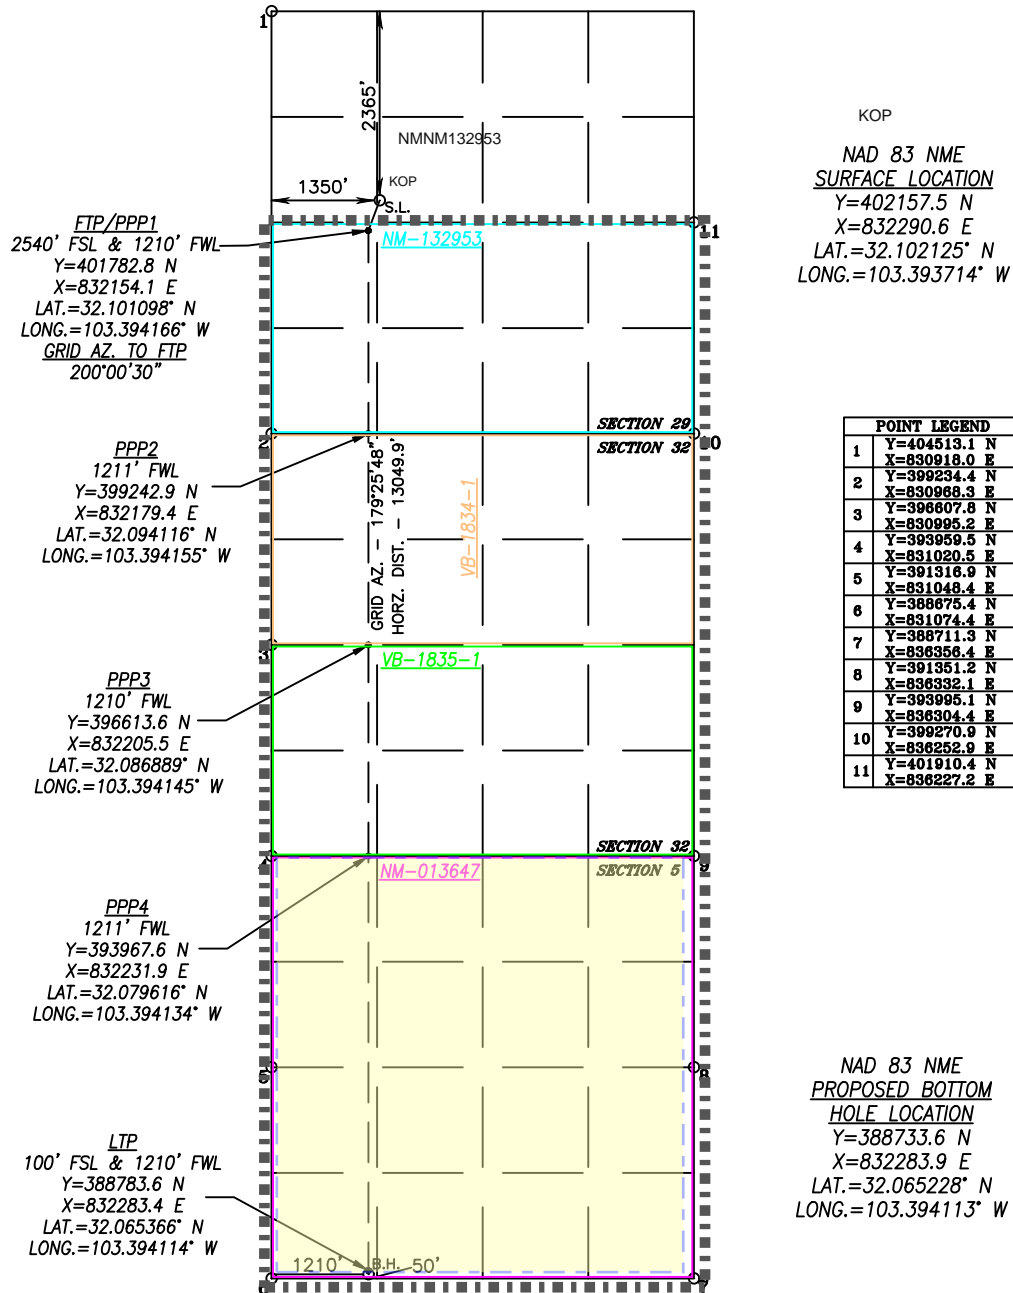 1
2365'
NMNM132953
1350'
KOP
S.L.
11
NM-132953
FTP/PPP1
2540' FSL & 1210' FWL
Y=401782.8 N
X=832154.1 E
LAT.=32.101098° N
LONG.=103.394166° W
GRID AZ. TO FTP
200°00'30"
KOP
NAD 83 NME
SURFACE LOCATION
Y=402157.5 N
X=832290.6 E
LAT.=32.102125° N
LONG.=103.393714° W
SECTION 29
2
10
SECTION 32
PPP2
1211' FWL
Y=399242.9 N
X=832179.4 E
LAT.=32.094116° N
LONG.=103.394155° W
GRID AZ. - 179°25'48"
HORZ. DIST. - 13049.9'
VB-1834-1
POINT LEGEND
1 Y=404513.1 N
X=830918.0 E
2 Y=399234.4 N
X=830968.3 E
3 Y=396607.8 N
X=830995.2 E
4 Y=393959.5 N
X=831020.5 E
5 Y=391316.9 N
X=831048.4 E
6 Y=388675.4 N
X=831074.4 E
7 Y=388711.3 N
X=836356.4 E
8 Y=391351.2 N
X=836332.1 E
9 Y=393995.1 N
X=836304.4 E
10 Y=399270.9 N
X=836252.9 E
11 Y=401910.4 N
X=836227.2 E
3
VB-1835-1
PPP3
1210' FWL
Y=396613.6 N
X=832205.5 E
LAT.=32.086889° N
LONG.=103.394145° W
SECTION 32
4
9
NM-013647
SECTION 5
PPP4
1211' FWL
Y=393967.6 N
X=832231.9 E
LAT.=32.079616° N
LONG.=103.394134° W
5
8
NAD 83 NME
PROPOSED BOTTOM
HOLE LOCATION
Y=388733.6 N
X=832283.9 E
LAT.=32.065228° N
LONG.=103.394113° W
LTP
100' FSL & 1210' FWL
Y=388783.6 N
X=832283.4 E
LAT.=32.065366° N
LONG.=103.394114° W
1210'
B.H.
50'
6
7